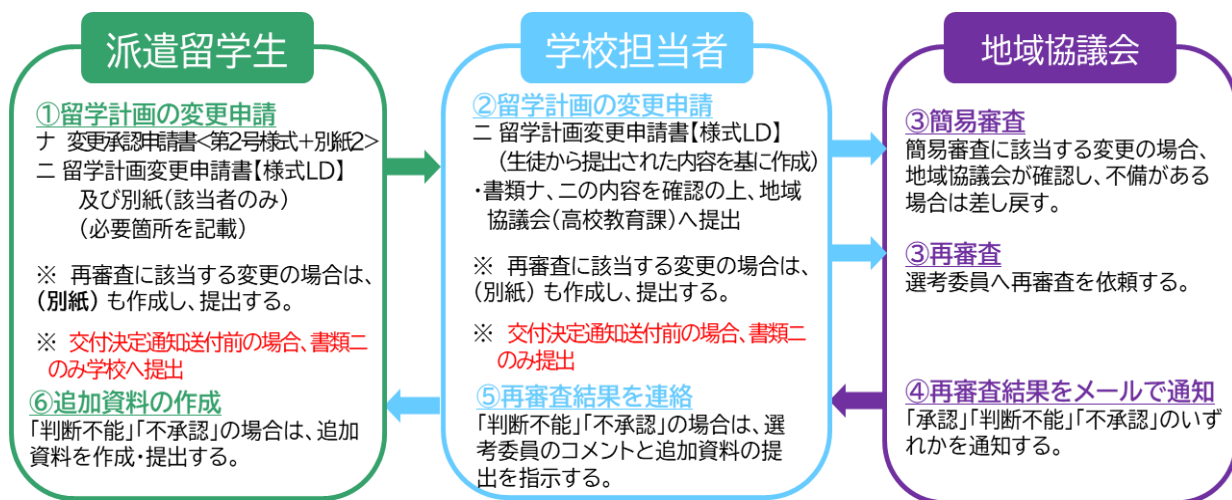 派遣留学生
①留学計画の変更申請
ナ 変更承認申請書<第2号様式+別紙2>
ニ 留学計画変更申請書【様式LD】
及び別紙(該当者のみ)
(必要箇所を記載)
※ 再審査に該当する変更の場合は、
(別紙) も作成し、提出する。
※ 交付決定通知送付前の場合、書類ニ
のみ学校へ提出
⑥追加資料の作成
「判断不能」「不承認」の場合は、追加
資料を作成・提出する。
学校担当者
②留学計画の変更申請
ニ 留学計画変更申請書【様式LD】
(生徒から提出された内容を基に作成)
・書類ナ、ニの内容を確認の上、地域
協議会(高校教育課)へ提出
※ 再審査に該当する変更の場合は、
(別紙) も作成し、提出する。
※ 交付決定通知送付前の場合、書類ニ
のみ提出
⑤再審査結果を連絡
「判断不能」「不承認」の場合は、選
考委員のコメントと追加資料の提
出を指示する。
地域協議会
③簡易審査
簡易審査に該当する変更の場合、
地域協議会が確認し、不備がある
場合は差し戻す。
③再審査
選考委員へ再審査を依頼する。
④再審査結果をメールで通知
「承認」「判断不能」「不承認」のいず
れかを通知する。